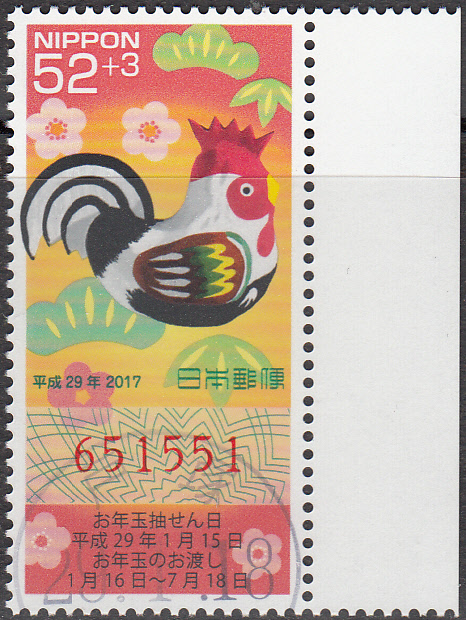 NIPPON
52+3
平成29年 2017
日本郵便
651551
お年玉抽せん日
平成29年1月15日
お年玉のお渡し
1月16日~7月18日